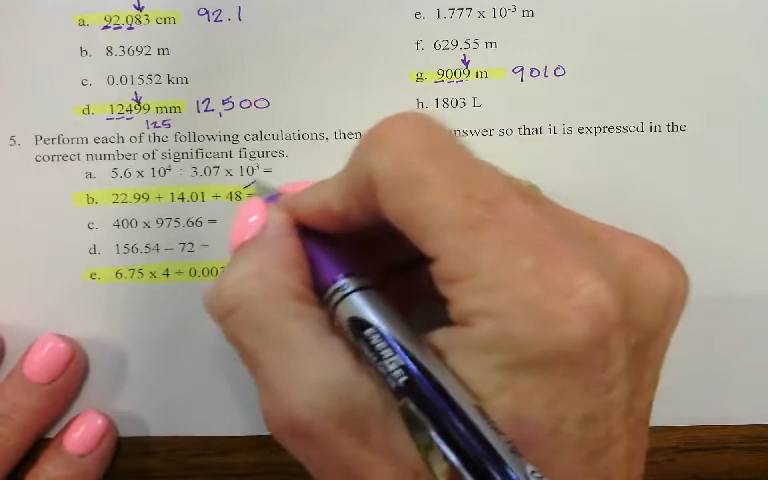 a. 92.083 cm 92.1
b. 8.3692 m
c. 0.01552 km
d. 12499 mm 12,500
125
e. 1.777 x 10⁻³ m
f. 629.55 m
g. 9009 m 9010
h. 1803 L
5. Perform each of the following calculations, then answer so that it is expressed in the
correct number of significant figures.
a. 5.6 x 10⁴ ÷ 3.07 x 10³ =
b. 22.99 + 14.01 + 48 =
c. 400 x 975.66 =
d. 156.54 – 72 =
e. 6.75 x 4 ÷ 0.00
ENERGEL